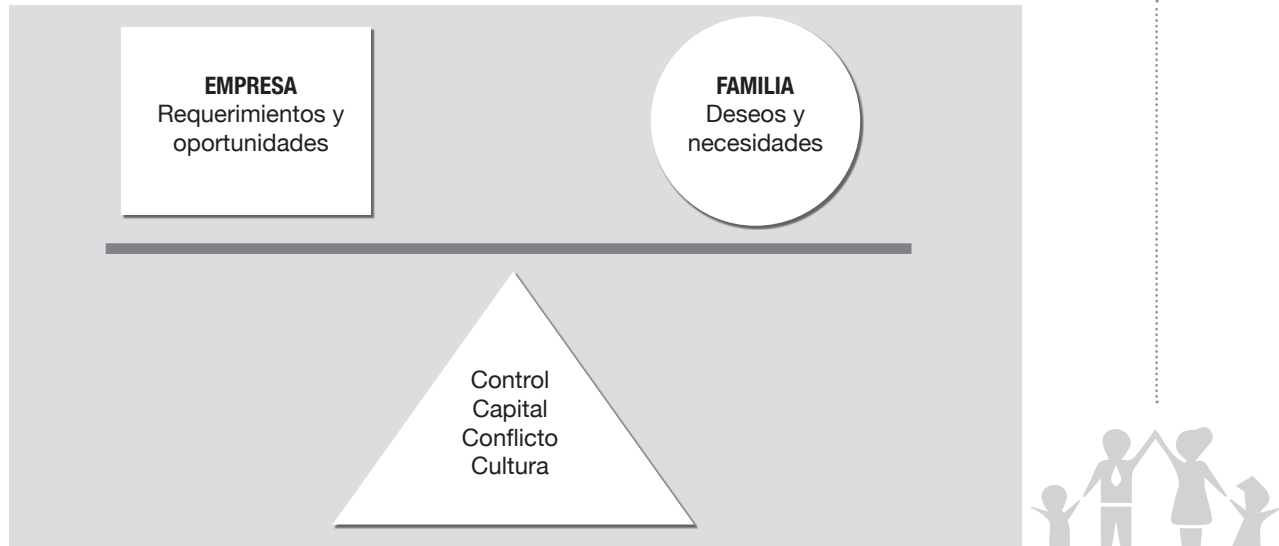 EMPRESA
Requerimientos y
oportunidades
FAMILIA
Deseos y
necesidades
Control
Capital
Conflicto
Cultura